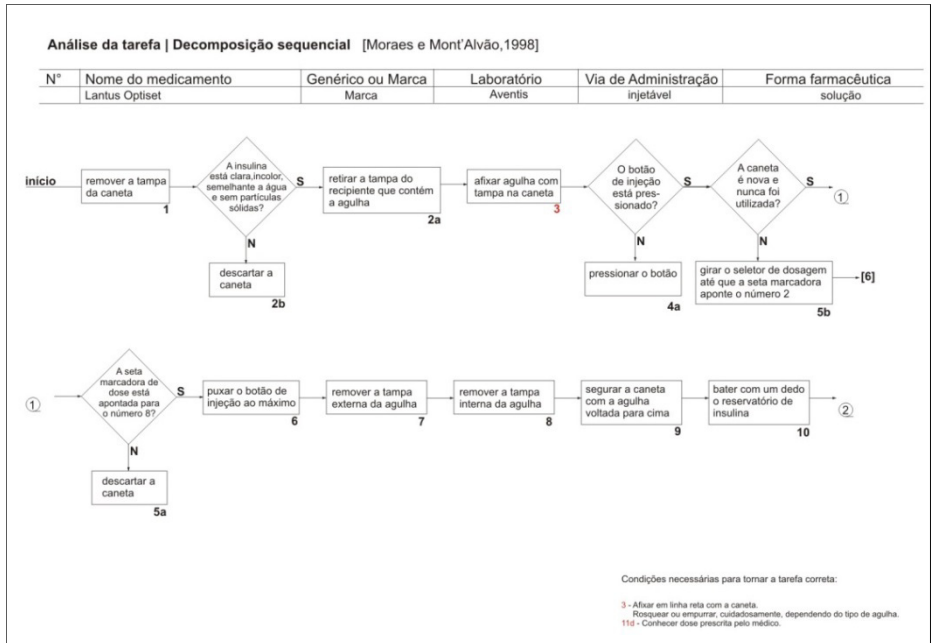 Análise da tarefa | Decomposição sequencial [Moraes e Mont'Alvão,1998]
N° Nome do medicamento Genérico ou Marca Laboratório Via de Administração Forma farmacêutica
Lantus Optiset Marca Aventis injetável solução
início
remover a tampa
da caneta
1
A insulina
está clara,incolor,
semelhante a água
e sem partículas
sólidas?
S
N
descartar a
caneta
2b
retirar a tampa do
recipiente que contém
a agulha
2a
afixar agulha com
tampa na caneta
3
O botão
de injeção
está pres-
sionado?
S
N
pressionar o botão
4a
A caneta
é nova e
nunca foi
utilizada?
S
1
N
girar o seletor de dosagem
até que a seta marcadora
aponte o número 2
5b
[6]
1
A seta
marcadora de
dose está
apontada para
o número 8?
S
N
descartar a
caneta
5a
puxar o botão de
injeção ao máximo
6
remover a tampa
externa da agulha
7
remover a tampa
interna da agulha
8
segurar a caneta
com a agulha
voltada para cima
9
bater com um dedo
o reservatório de
insulina
10
2
Condições necessárias para tornar a tarefa correta:
3 - Afixar em linha reta com a caneta.
Rosquear ou empurrar, cuidadosamente, dependendo do tipo de agulha.
11d - Conhecer dose prescrita pelo médico.